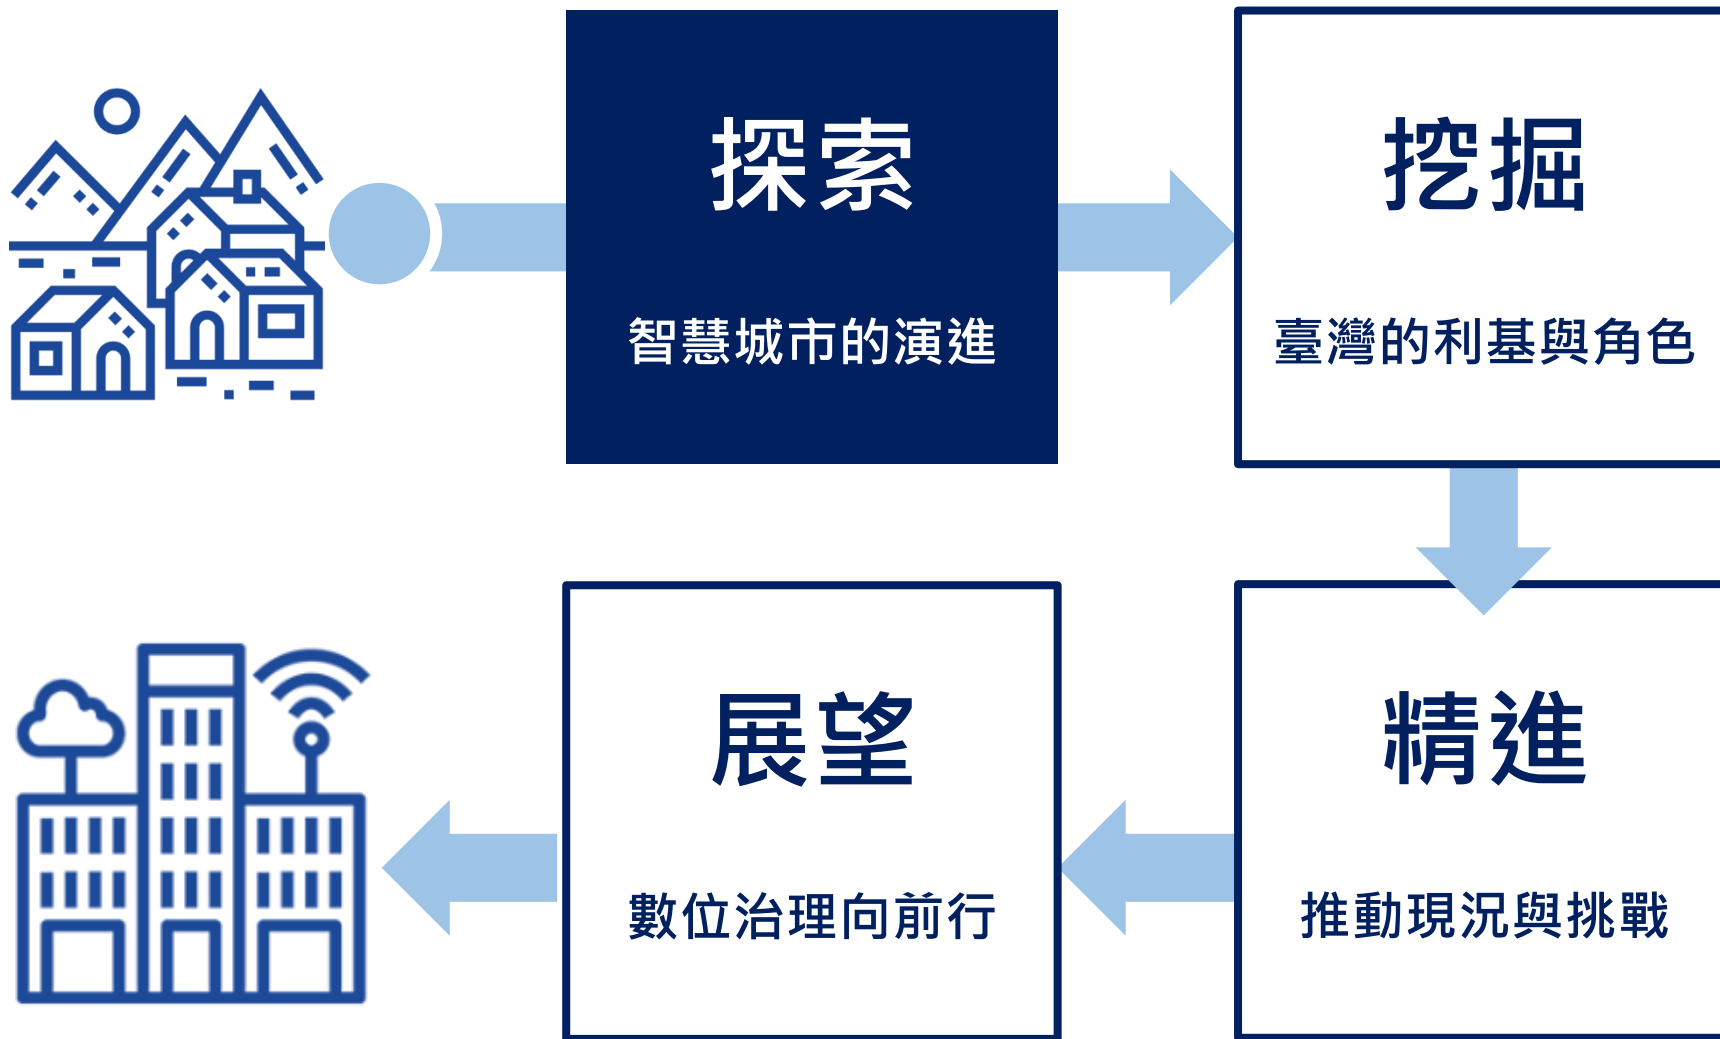 探索
智慧城市的演進
挖掘
臺灣的利基與角色
精進
推動現況與挑戰
展望
數位治理向前行